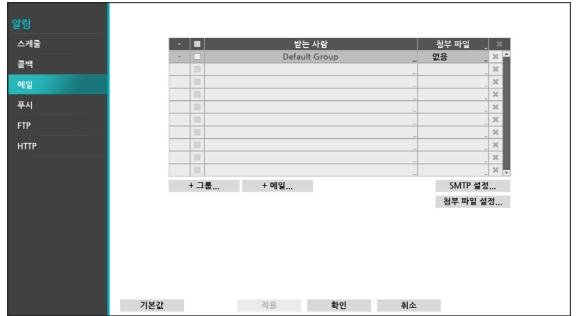 알림
스케줄
콜백
메일
푸시
FTP
HTTP
- 받는 사람 첨부 파일
- Default Group 없음
+ 그룹... + 메일... SMTP 설정...
첨부 파일 설정...
기본값 적용 확인 취소